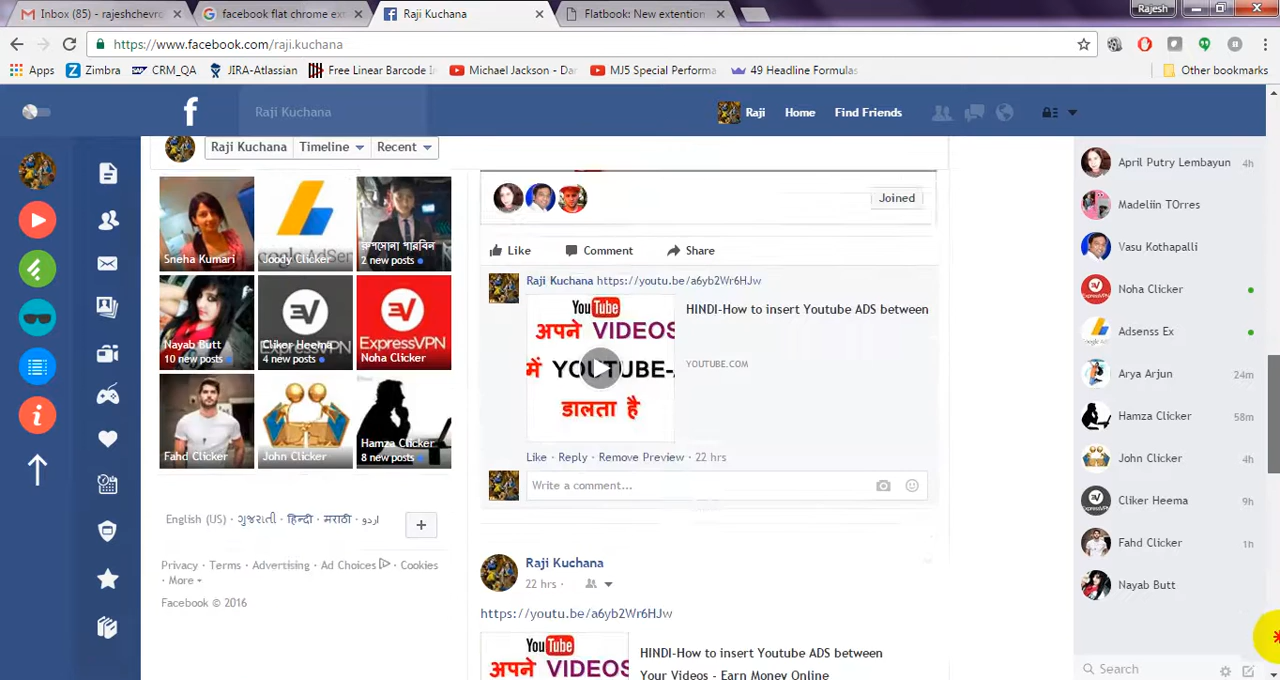 Inbox (85) - rajeshchevro
facebook flat chrome ext
Raji Kuchana
Flatbook: New extention
Rajesh
https://www.facebook.com/raji.kuchana
Apps
Zimbra
CRM_QA
JIRA-Atlassian
Free Linear Barcode
Michael Jackson - Da
MJ5 Special Performa
49 Headline Formulas
Other bookmarks
Raji Kuchana
Raji
Home
Find Friends
Raji Kuchana
Timeline
Recent
Sneha Kumari
Joody Clicker
রুপসোনা পারবিন
2 new posts
Nayab Butt
10 new posts
ExpressVPN
Cliker Heema
4 new posts
ExpressVPN
Noha Clicker
Fahd Clicker
John Clicker
Hamza Clicker
8 new posts
English (US) · ગુજરાતી · हिन्दी · मराठी · اردو
+
Privacy · Terms · Advertising · Ad Choices · Cookies
· More
Facebook © 2016
Joined
Like
Comment
Share
Raji Kuchana https://youtu.be/a6yb2Wr6HJw
YouTube
अपने VIDEOS
में YOUTUBE-
डालता है
HINDI-How to insert Youtube ADS between
YOUTUBE.COM
Like · Reply · Remove Preview · 22 hrs
Write a comment...
Raji Kuchana
22 hrs ·
https://youtu.be/a6yb2Wr6HJw
YouTube
अपने VIDEOS
HINDI-How to insert Youtube ADS between
Your Videos - Earn Money Online
April Putry Lembayun 4h
Madeliin TOrres
Vasu Kothapalli
Noha Clicker
Adsenss Ex
Arya Arjun 24m
Hamza Clicker 58m
John Clicker 4h
Cliker Heema 9h
Fahd Clicker 1h
Nayab Butt
Search